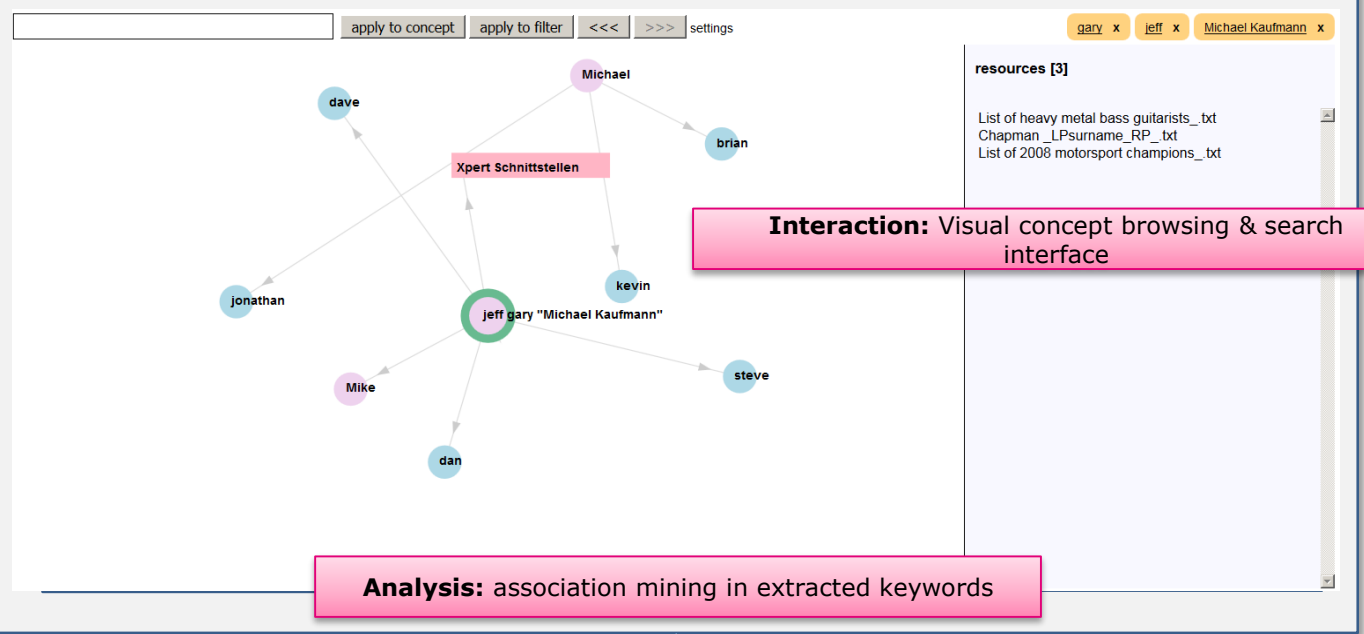 apply to concept apply to filter <<< >>> settings gary x jeff x Michael Kaufmann x
resources [3]
Michael
dave
List of heavy metal bass guitarists_.txt
Chapman _LPsurname_RP_.txt
List of 2008 motorsport champions_.txt
brian
Xpert Schnittstellen
Interaction: Visual concept browsing & search
interface
kevin
jonathan
jeff gary "Michael Kaufmann"
steve
Mike
dan
Analysis: association mining in extracted keywords